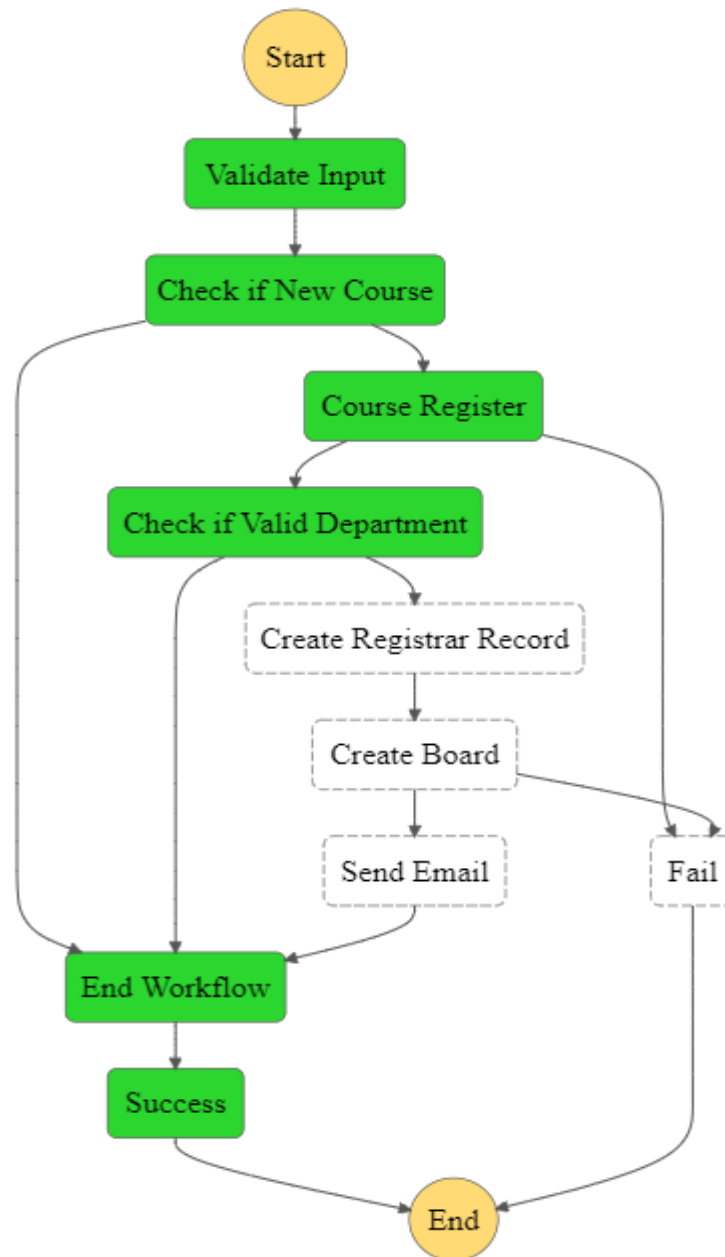 Start
Validate Input
Check if New Course
Course Register
Check if Valid Department
Create Registrar Record
Create Board
Send Email
Fail
End Workflow
Success
End